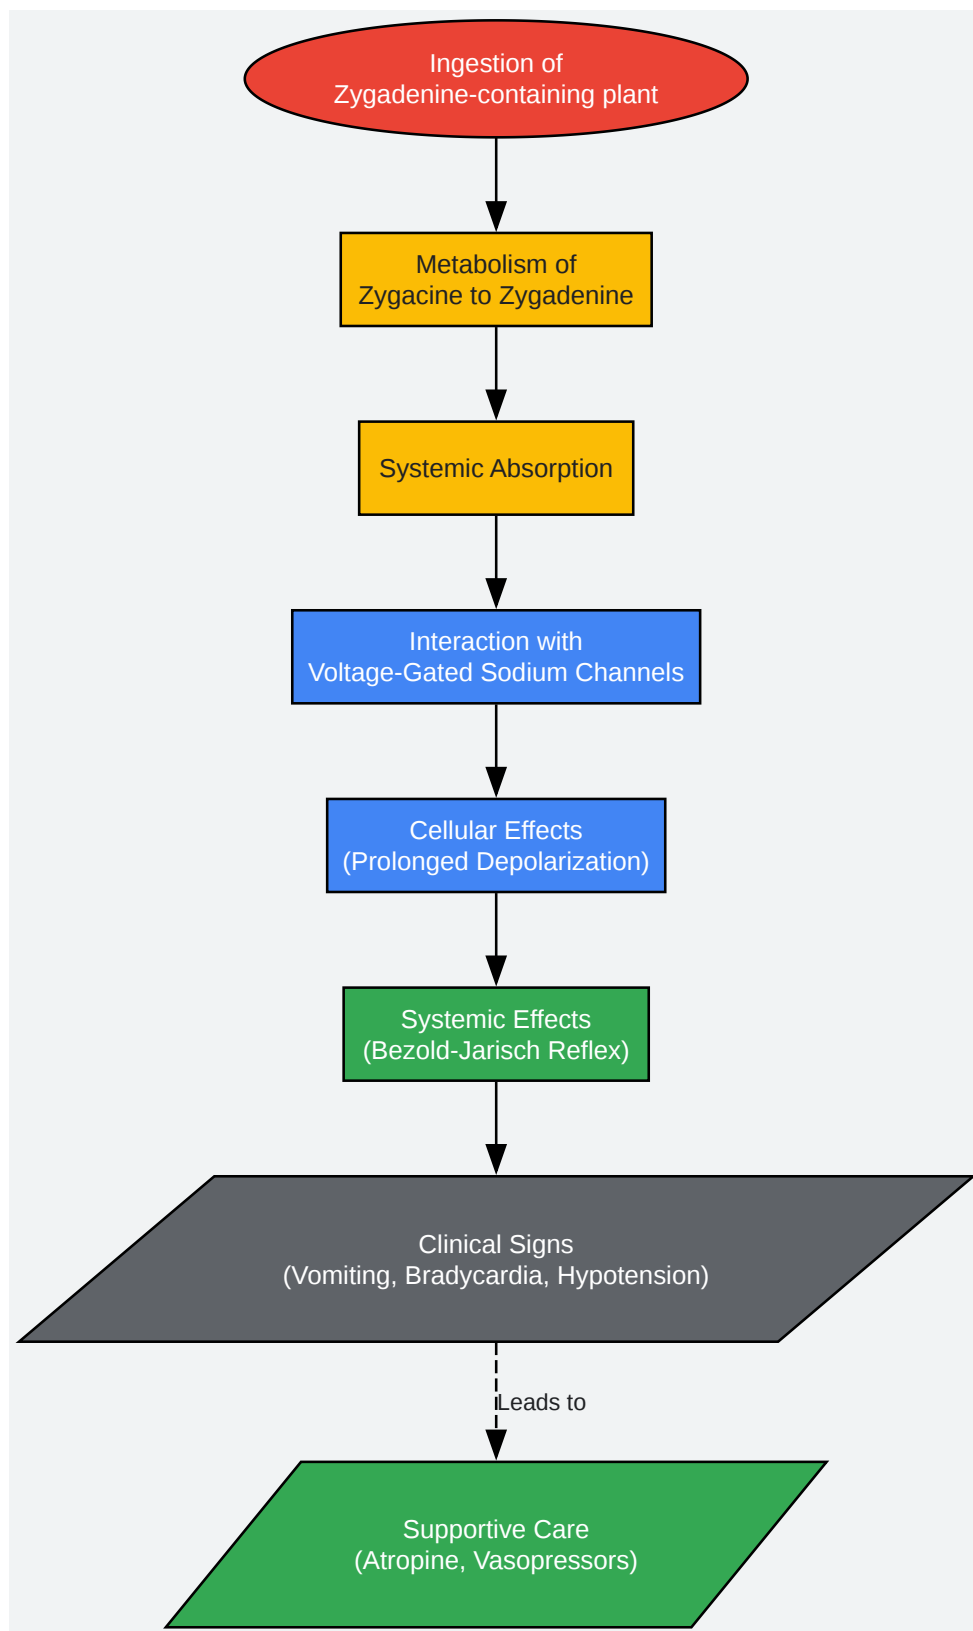 Ingestion of
Zygadenine-containing plant
Metabolism of
Zygacine to Zygadenine
Systemic Absorption
Interaction with
Voltage-Gated Sodium Channels
Cellular Effects
(Prolonged Depolarization)
Systemic Effects
(Bezold-Jarisch Reflex)
Clinical Signs
(Vomiting, Bradycardia, Hypotension)
Leads to
Supportive Care
(Atropine, Vasopressors)